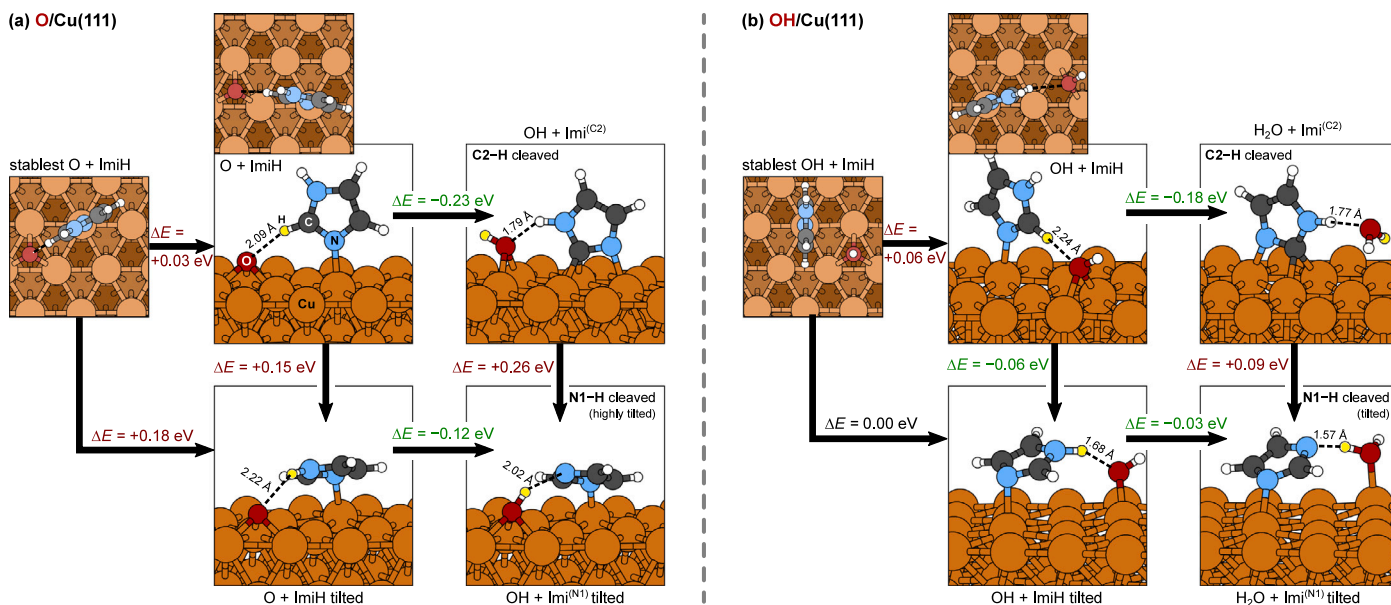 (a) O/Cu(111)
stablest O + ImiH
ΔE =
+0.03 eV
O + ImiH
2.09 Å
H
C
N
O
Cu
ΔE = −0.23 eV
OH + Imi(C2)
C2−H cleaved
1.79 Å
ΔE = +0.15 eV
ΔE = +0.26 eV
ΔE = +0.18 eV
2.22 Å
O + ImiH tilted
ΔE = −0.12 eV
N1−H cleaved
(highly tilted)
2.02 Å
OH + Imi(N1) tilted
(b) OH/Cu(111)
stablest OH + ImiH
ΔE =
+0.06 eV
OH + ImiH
2.24 Å
ΔE = −0.18 eV
H2O + Imi(C2)
C2−H cleaved
1.77 Å
ΔE = −0.06 eV
ΔE = +0.09 eV
ΔE = 0.00 eV
1.68 Å
OH + ImiH tilted
ΔE = −0.03 eV
N1−H cleaved
(tilted)
1.57 Å
H2O + Imi(N1) tilted